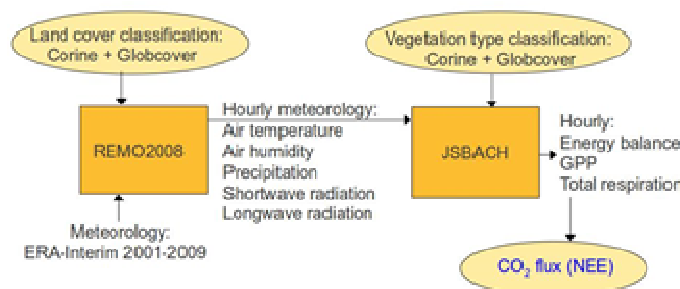 Land cover classification:
Corine + Globcover
Vegetation type classification:
Corine + Globcover
REMO2008
Hourly meteorology:
Air temperature
Air humidity
Precipitation
Shortwave radiation
Longwave radiation
JSBACH
Hourly:
Energy balance
GPP
Total respiration
Meteorology:
ERA-Interim 2001-2009
CO₂ flux (NEE)